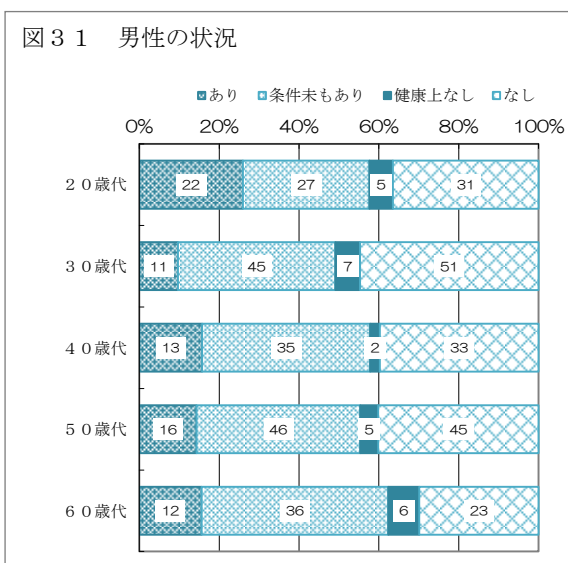 図31 男性の状況
あり 条件未もあり 健康上なし なし
0% 20% 40% 60% 80% 100%
20歳代 22 27 5 31
30歳代 11 45 7 51
40歳代 13 35 2 33
50歳代 16 46 5 45
60歳代 12 36 6 23